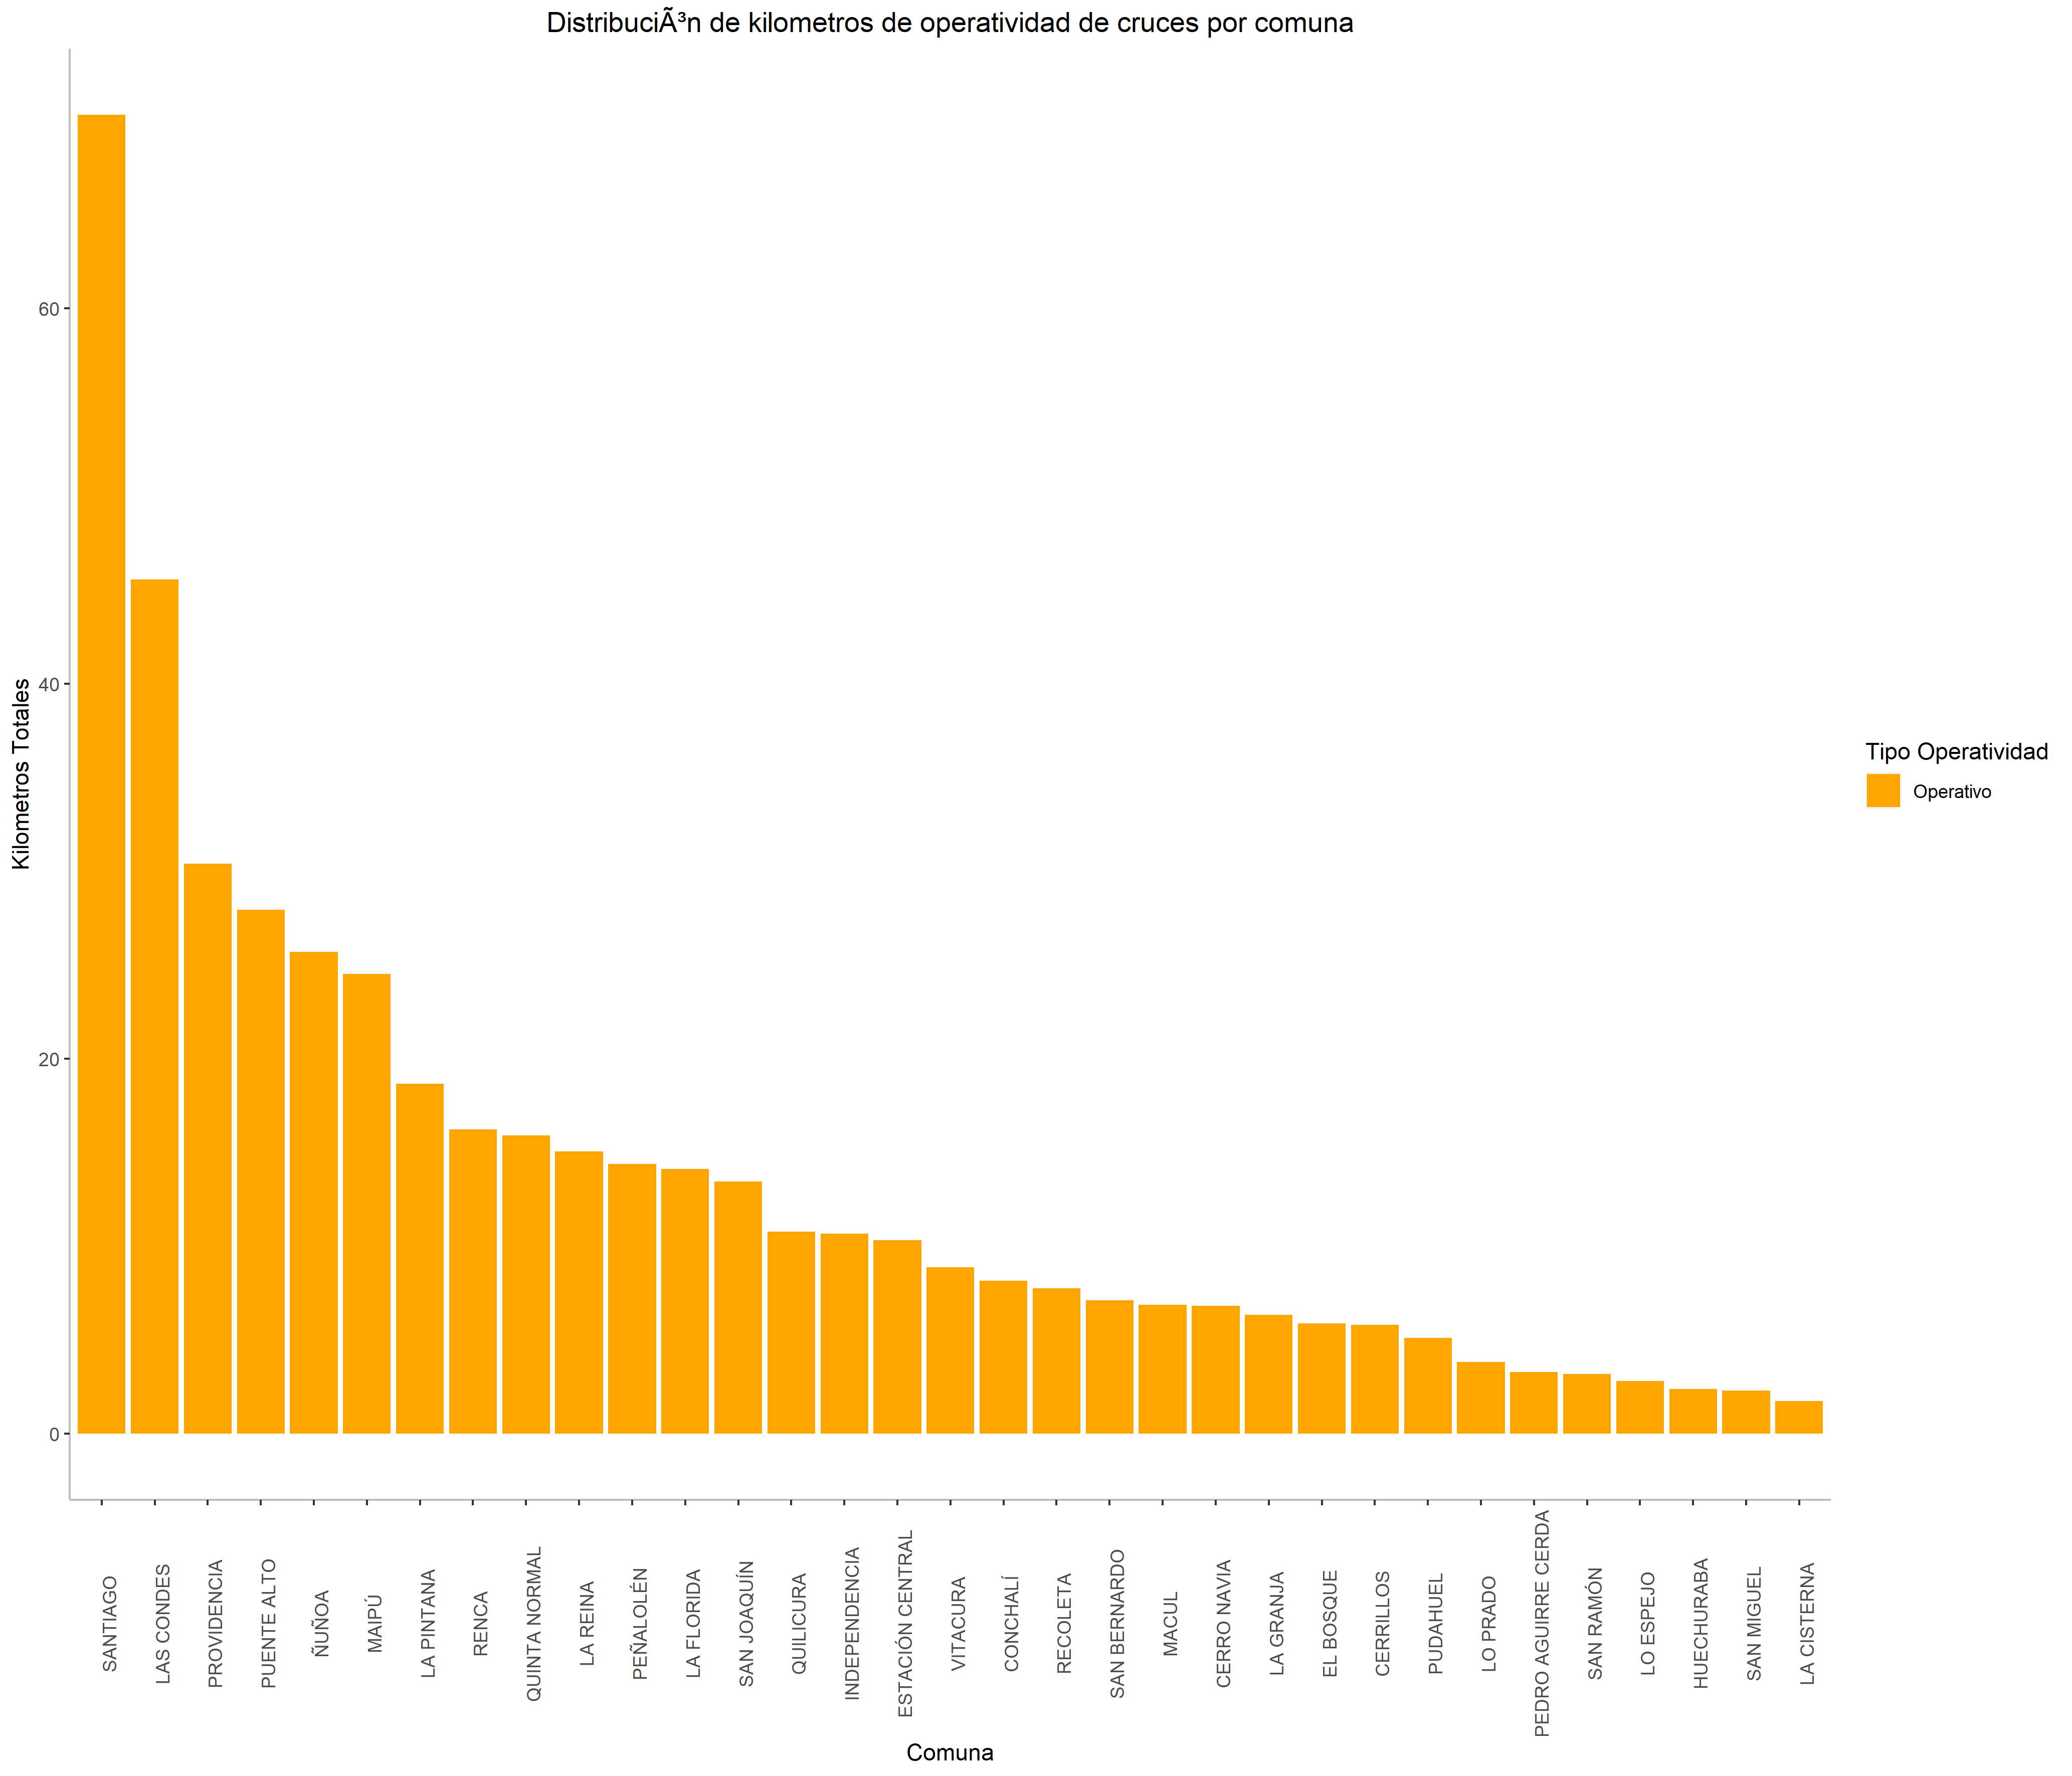 DistribuciÃ³n de kilometros de operatividad de cruces por comuna
Kilometros Totales
60
40
20
0
SANTIAGO
LAS CONDES
PROVIDENCIA
PUENTE ALTO
ÑUÑOA
MAIPÚ
LA PINTANA
RENCA
QUINTA NORMAL
LA REINA
PEÑALOLÉN
LA FLORIDA
SAN JOAQUÍN
QUILICURA
INDEPENDENCIA
ESTACIÓN CENTRAL
VITACURA
CONCHALÍ
RECOLETA
SAN BERNARDO
MACUL
CERRO NAVIA
LA GRANJA
EL BOSQUE
CERRILLOS
PUDAHUEL
LO PRADO
PEDRO AGUIRRE CERDA
SAN RAMÓN
LO ESPEJO
HUECHURABA
SAN MIGUEL
LA CISTERNA
Comuna
Tipo Operatividad
Operativo